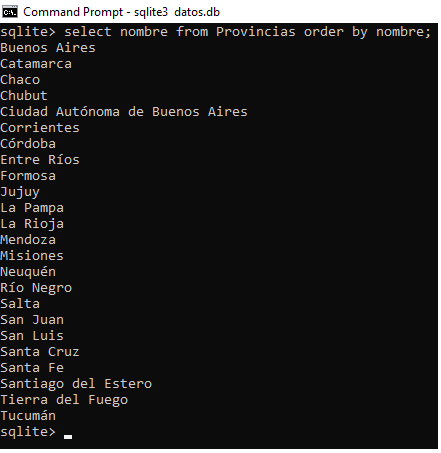 Command Prompt - sqlite3 datos.db
sqlite> select nombre from Provincias order by nombre;
Buenos Aires
Catamarca
Chaco
Chubut
Ciudad Autónoma de Buenos Aires
Corrientes
Córdoba
Entre Ríos
Formosa
Jujuy
La Pampa
La Rioja
Mendoza
Misiones
Neuquén
Río Negro
Salta
San Juan
San Luis
Santa Cruz
Santa Fe
Santiago del Estero
Tierra del Fuego
Tucumán
sqlite>